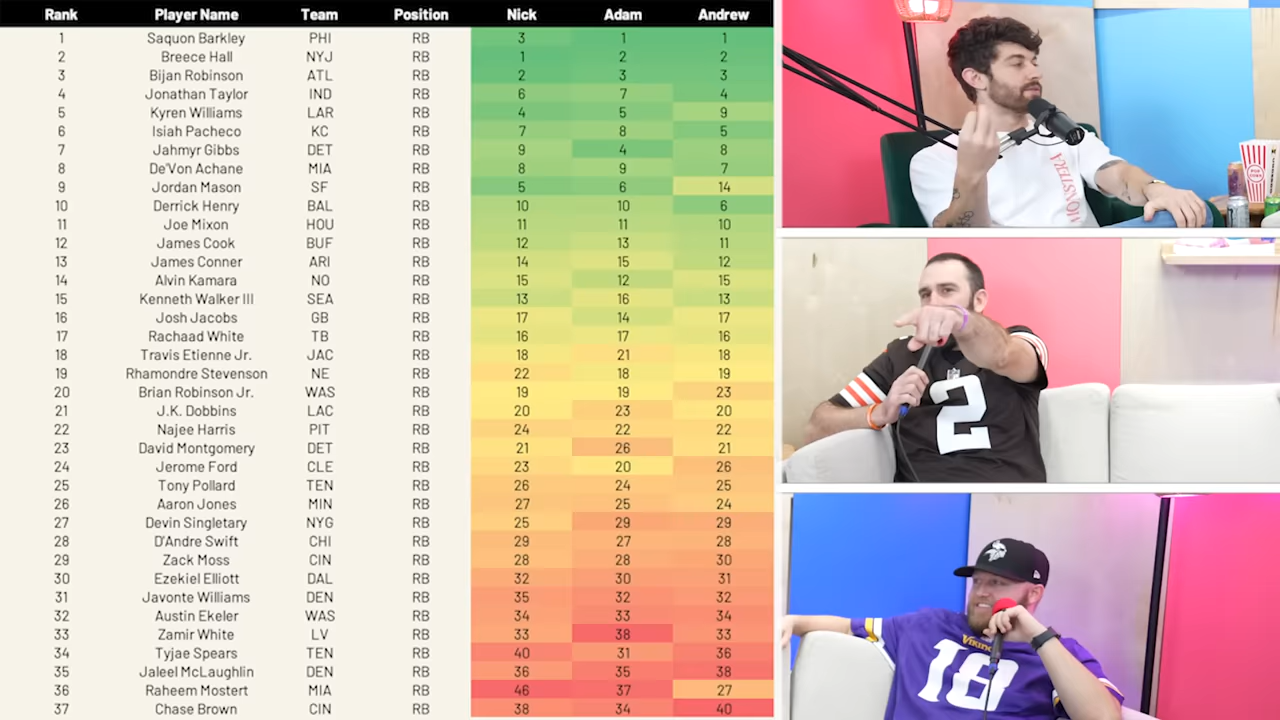 Rank Player Name Team Position Nick Adam Andrew
1 Saquon Barkley PHI RB 3 1 1
2 Breece Hall NYJ RB 1 2 2
3 Bijan Robinson ATL RB 2 3 3
4 Jonathan Taylor IND RB 6 7 4
5 Kyren Williams LAR RB 4 5 9
6 Isiah Pacheco KC RB 7 8 5
7 Jahmyr Gibbs DET RB 9 4 8
8 De'Von Achane MIA RB 8 9 7
9 Jordan Mason SF RB 5 6 14
10 Derrick Henry BAL RB 10 10 6
11 Joe Mixon HOU RB 11 11 10
12 James Cook BUF RB 12 13 11
13 James Conner ARI RB 14 15 12
14 Alvin Kamara NO RB 15 12 15
15 Kenneth Walker III SEA RB 13 16 13
16 Josh Jacobs GB RB 17 14 17
17 Rachaad White TB RB 16 17 16
18 Travis Etienne Jr. JAC RB 18 21 18
19 Rhamondre Stevenson NE RB 22 18 19
20 Brian Robinson Jr. WAS RB 19 19 23
21 J.K. Dobbins LAC RB 20 23 20
22 Najee Harris PIT RB 24 22 22
23 David Montgomery DET RB 21 26 21
24 Jerome Ford CLE RB 23 20 26
25 Tony Pollard TEN RB 26 24 25
26 Aaron Jones MIN RB 27 25 24
27 Devin Singletary NYG RB 25 29 29
28 D'Andre Swift CHI RB 29 27 28
29 Zack Moss CIN RB 28 28 30
30 Ezekiel Elliott DAL RB 32 30 31
31 Javonte Williams DEN RB 35 32 32
32 Austin Ekeler WAS RB 34 33 34
33 Zamir White LV RB 33 38 33
34 Tyjae Spears TEN RB 40 31 36
35 Jaleel McLaughlin DEN RB 36 35 38
36 Raheem Mostert MIA RB 46 37 27
37 Chase Brown CIN RB 38 34 40
MONSTERA
POP CORN
2
VIKINGS
18